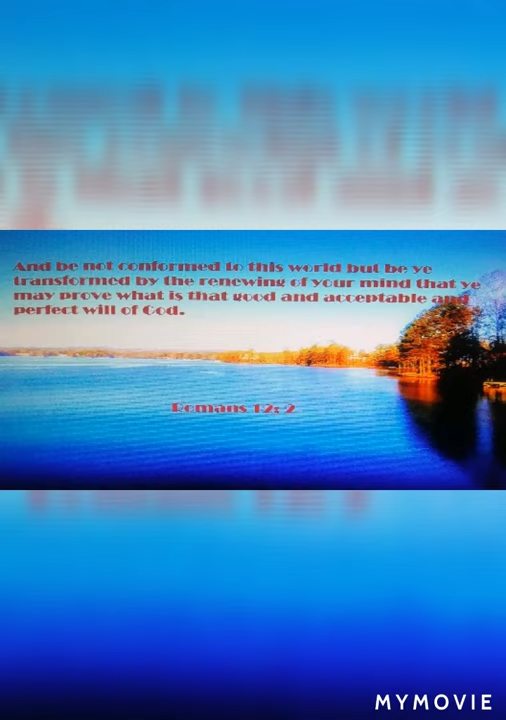 And be not conformed to this world but be ye
transformed by the renewing of your mind that ye
may prove what is that good and acceptable and
perfect will of God.
Romans 12: 2
MYMOVIE